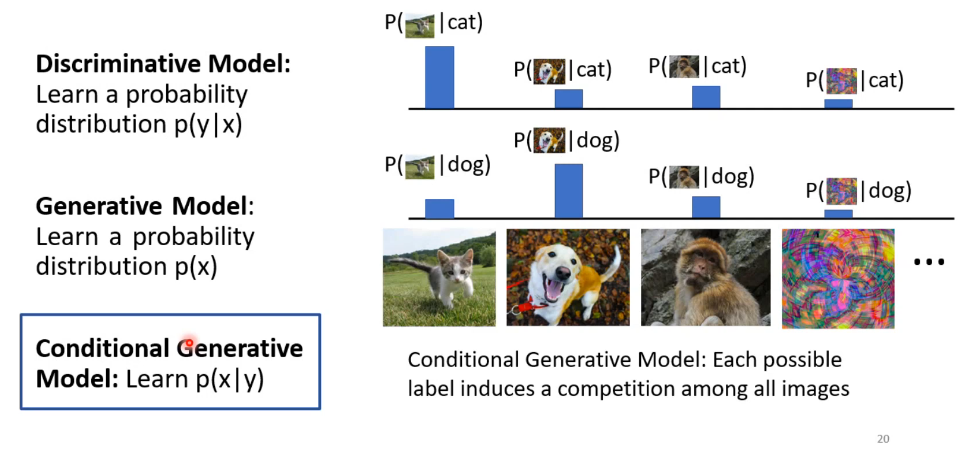 Discriminative Model:
Learn a probability
distribution p(y|x)
Generative Model:
Learn a probability
distribution p(x)
Conditional Generative
Model: Learn p(x|y)
P( |cat)
P( |cat)
P( |cat)
P( |cat)
P( |dog)
P( |dog)
P( |dog)
P( |dog)
...
Conditional Generative Model: Each possible
label induces a competition among all images
20